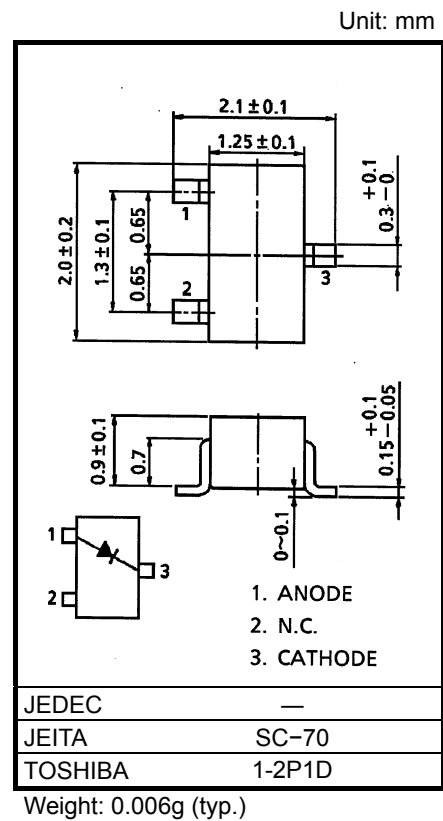 Unit: mm
2.1±0.1
1.25±0.1
+0.1
0.3−0
2.0±0.2
1.3±0.1
0.65
0.65
1
2
3
0.9±0.1
0.7
+0.1
0.15−0.05
0~0.1
1
2
3
1. ANODE
2. N.C.
3. CATHODE
JEDEC —
JEITA SC−70
TOSHIBA 1-2P1D
Weight: 0.006g (typ.)